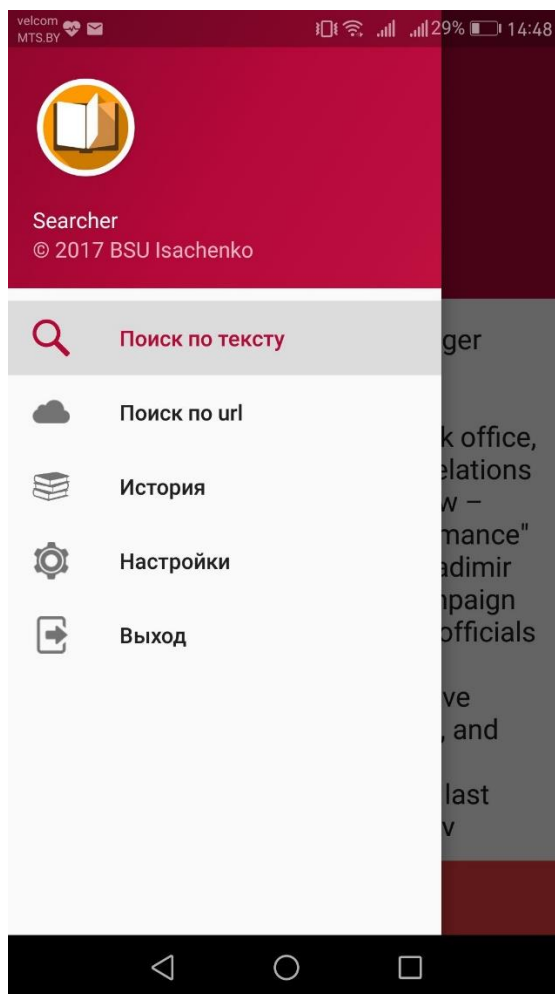 velcom
MTS.BY
29% 14:48
Searcher
© 2017 BSU Isachenko
Поиск по тексту
Поиск по url
История
Настройки
Выход
ger
k office,
elations
w –
mance"
adimir
npaign
officials
ve
, and
last
v